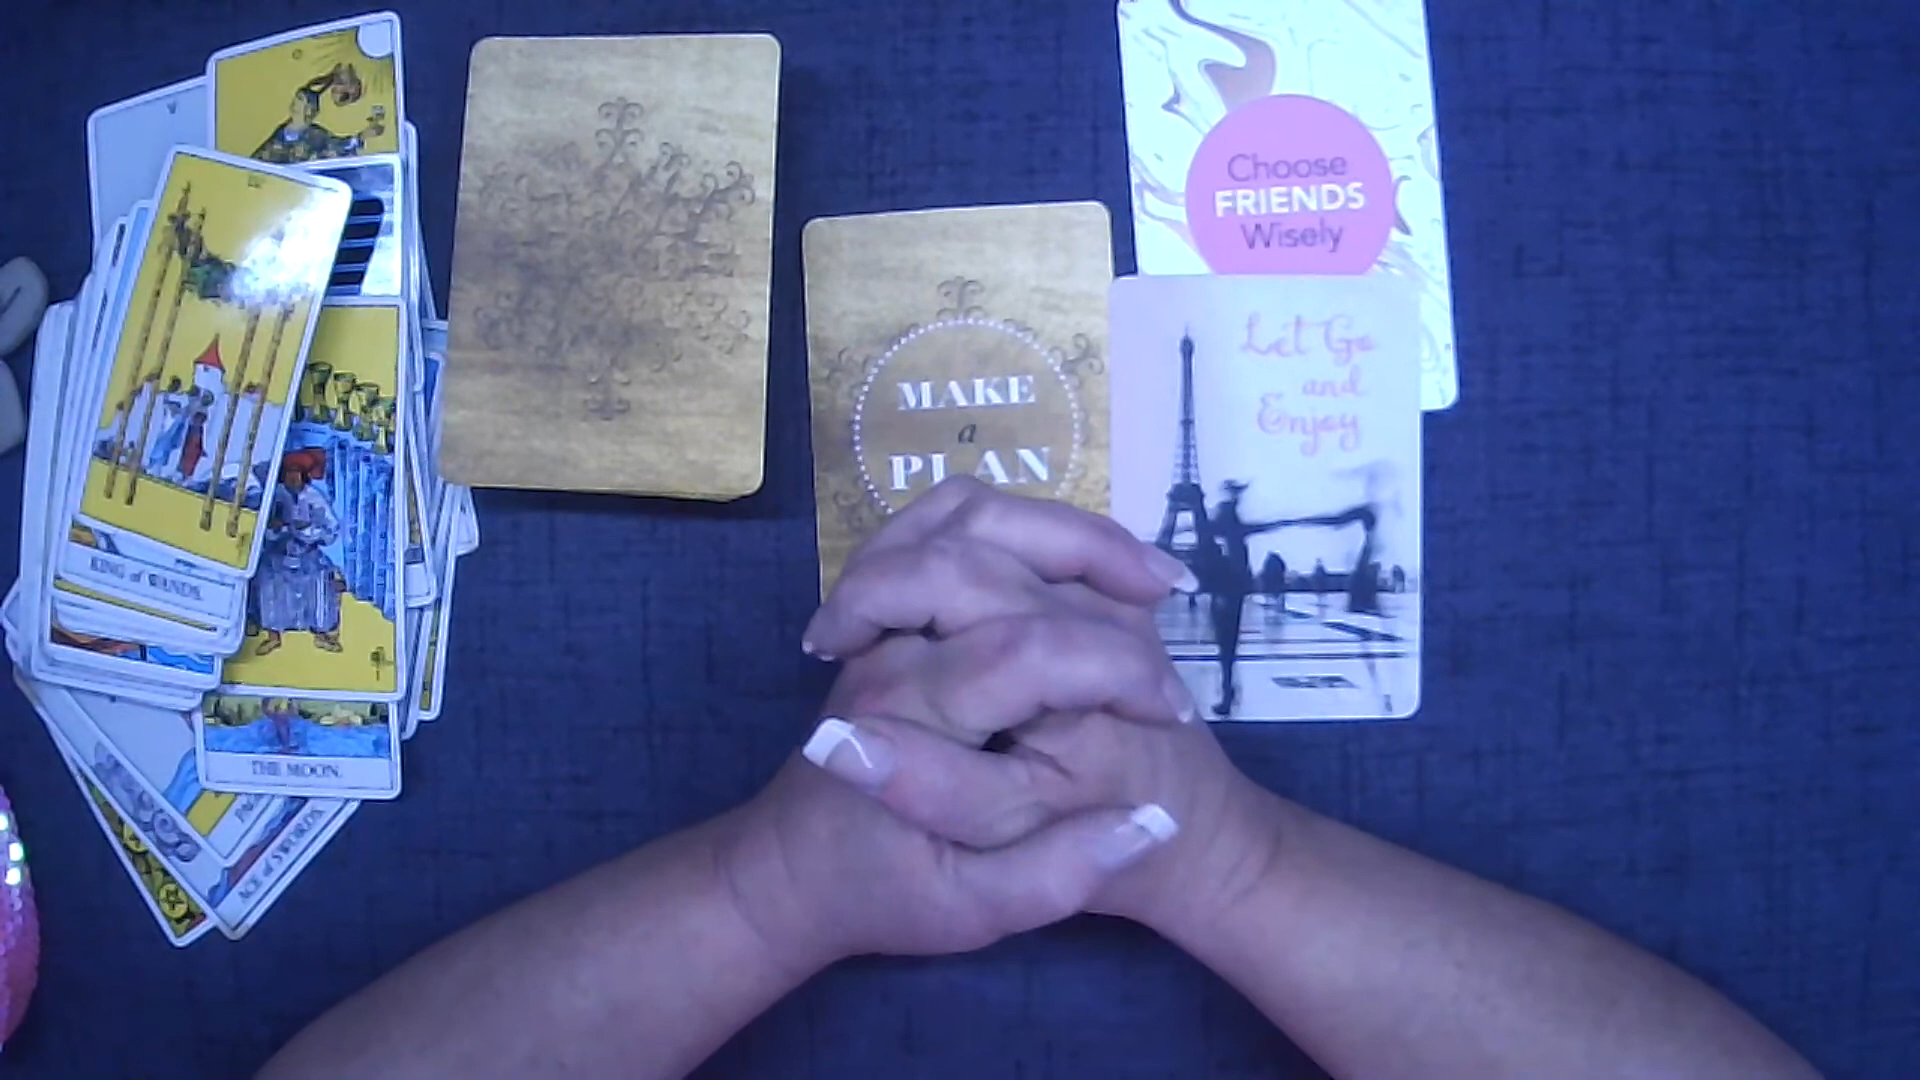 KING of WANDS.
THE MOON.
ACE of SWORDS.
MAKE
a
PLAN
Choose
FRIENDS
Wisely
Let Go
and
Enjoy